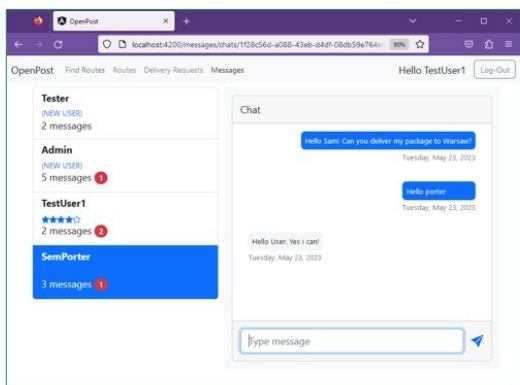 OpenPost
localhost:4200/messages/chats/1f28c56d-a088-43eb-d4df-08db59e764e
90%
OpenPost Find Routes Routes Delivery Requests Messages
Hello TestUser1 Log-Out
Tester
(NEW USER)
2 messages
Admin
(NEW USER)
5 messages 1
TestUser1
2 messages 2
SemPorter
3 messages 1
Chat
Hello Sam! Can you deliver my package to Warsaw?
Tuesday, May 23, 2023
Hello porter
Tuesday, May 23, 2023
Hello User. Yes i can!
Tuesday, May 23, 2023
Type message